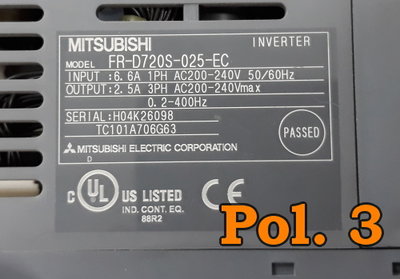 MITSUBISHI INVERTER
MODEL FR-D720S-025-EC
INPUT : 6.6A 1PH AC200-240V 50/60Hz
OUTPUT: 2.5A 3PH AC200-240Vmax
0.2-400Hz
SERIAL: H04K26098
TC101A706G63
PASSED
MITSUBISHI ELECTRIC CORPORATION
D
C UL US LISTED
IND. CONT. EQ.
88R2
CE
Pol. 3